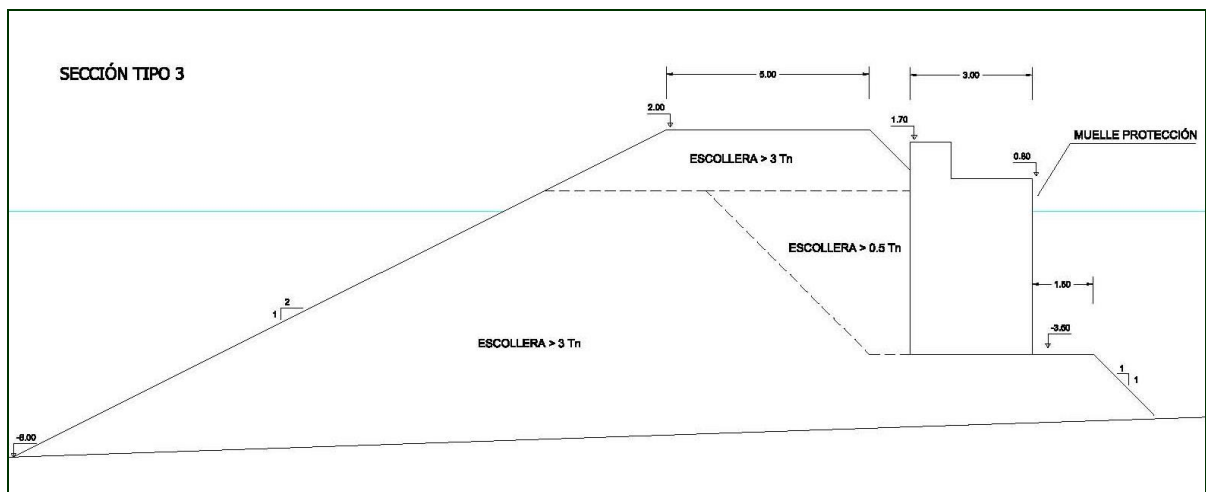 SECCIÓN TIPO 3
5.00
3.00
2.00
1.70
MUELLE PROTECCIÓN
ESCOLLERA > 3 Tn
0.80
ESCOLLERA > 0.5 Tn
1.50
2
1
-3.50
ESCOLLERA > 3 Tn
1
1
-6.00